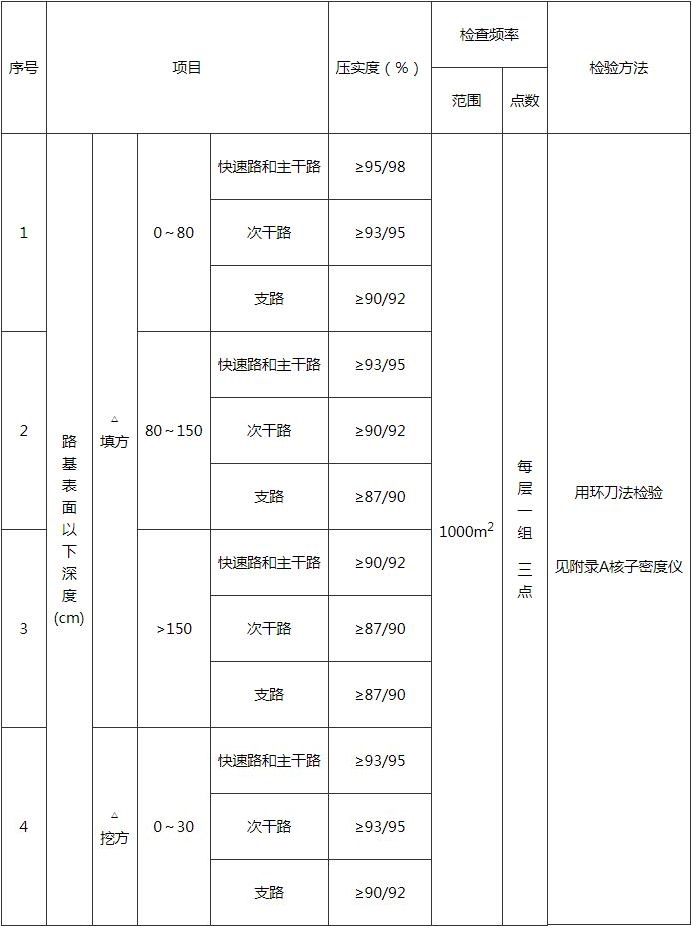 序号
项目
压实度(%)
检查频率
检验方法
范围
点数
1
路基表面以下深度(cm)
△
填方
0~80
快速路和主干路
≥95/98
1000m²
每层一组 三点
用环刀法检验
见附录A核子密度仪
次干路
≥93/95
支路
≥90/92
2
80~150
快速路和主干路
≥93/95
次干路
≥90/92
支路
≥87/90
3
>150
快速路和主干路
≥90/92
次干路
≥87/90
支路
≥87/90
4
△
挖方
0~30
快速路和主干路
≥93/95
次干路
≥93/95
支路
≥90/92